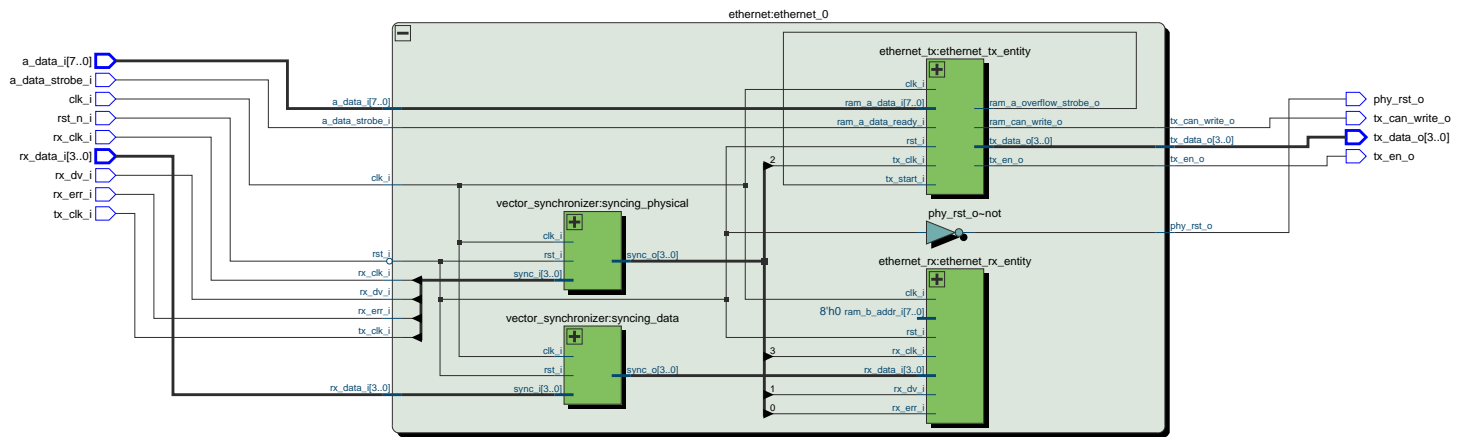 ethernet:ethernet_0
a_data_i[7..0]
a_data_strobe_i
clk_i
rst_n_i
rx_clk_i
rx_data_i[3..0]
rx_dv_i
rx_err_i
tx_clk_i
a_data_i[7..0]
a_data_strobe_i
clk_i
rst_i
rx_clk_i
rx_dv_i
rx_err_i
tx_clk_i
rx_data_i[3..0]
vector_synchronizer:syncing_physical
clk_i
rst_i
sync_i[3..0]
sync_o[3..0]
vector_synchronizer:syncing_data
clk_i
rst_i
sync_i[3..0]
sync_o[3..0]
2
3
1
0
ethernet_tx:ethernet_tx_entity
clk_i
ram_a_data_i[7..0]
ram_a_data_ready_i
rst_i
tx_clk_i
tx_start_i
ram_a_overflow_strobe_o
ram_can_write_o
tx_data_o[3..0]
tx_en_o
phy_rst_o~not
ethernet_rx:ethernet_rx_entity
clk_i
8'h0 ram_b_addr_i[7..0]
rst_i
rx_clk_i
rx_data_i[3..0]
rx_dv_i
rx_err_i
tx_can_write_o
tx_data_o[3..0]
tx_en_o
phy_rst_o
phy_rst_o
tx_can_write_o
tx_data_o[3..0]
tx_en_o